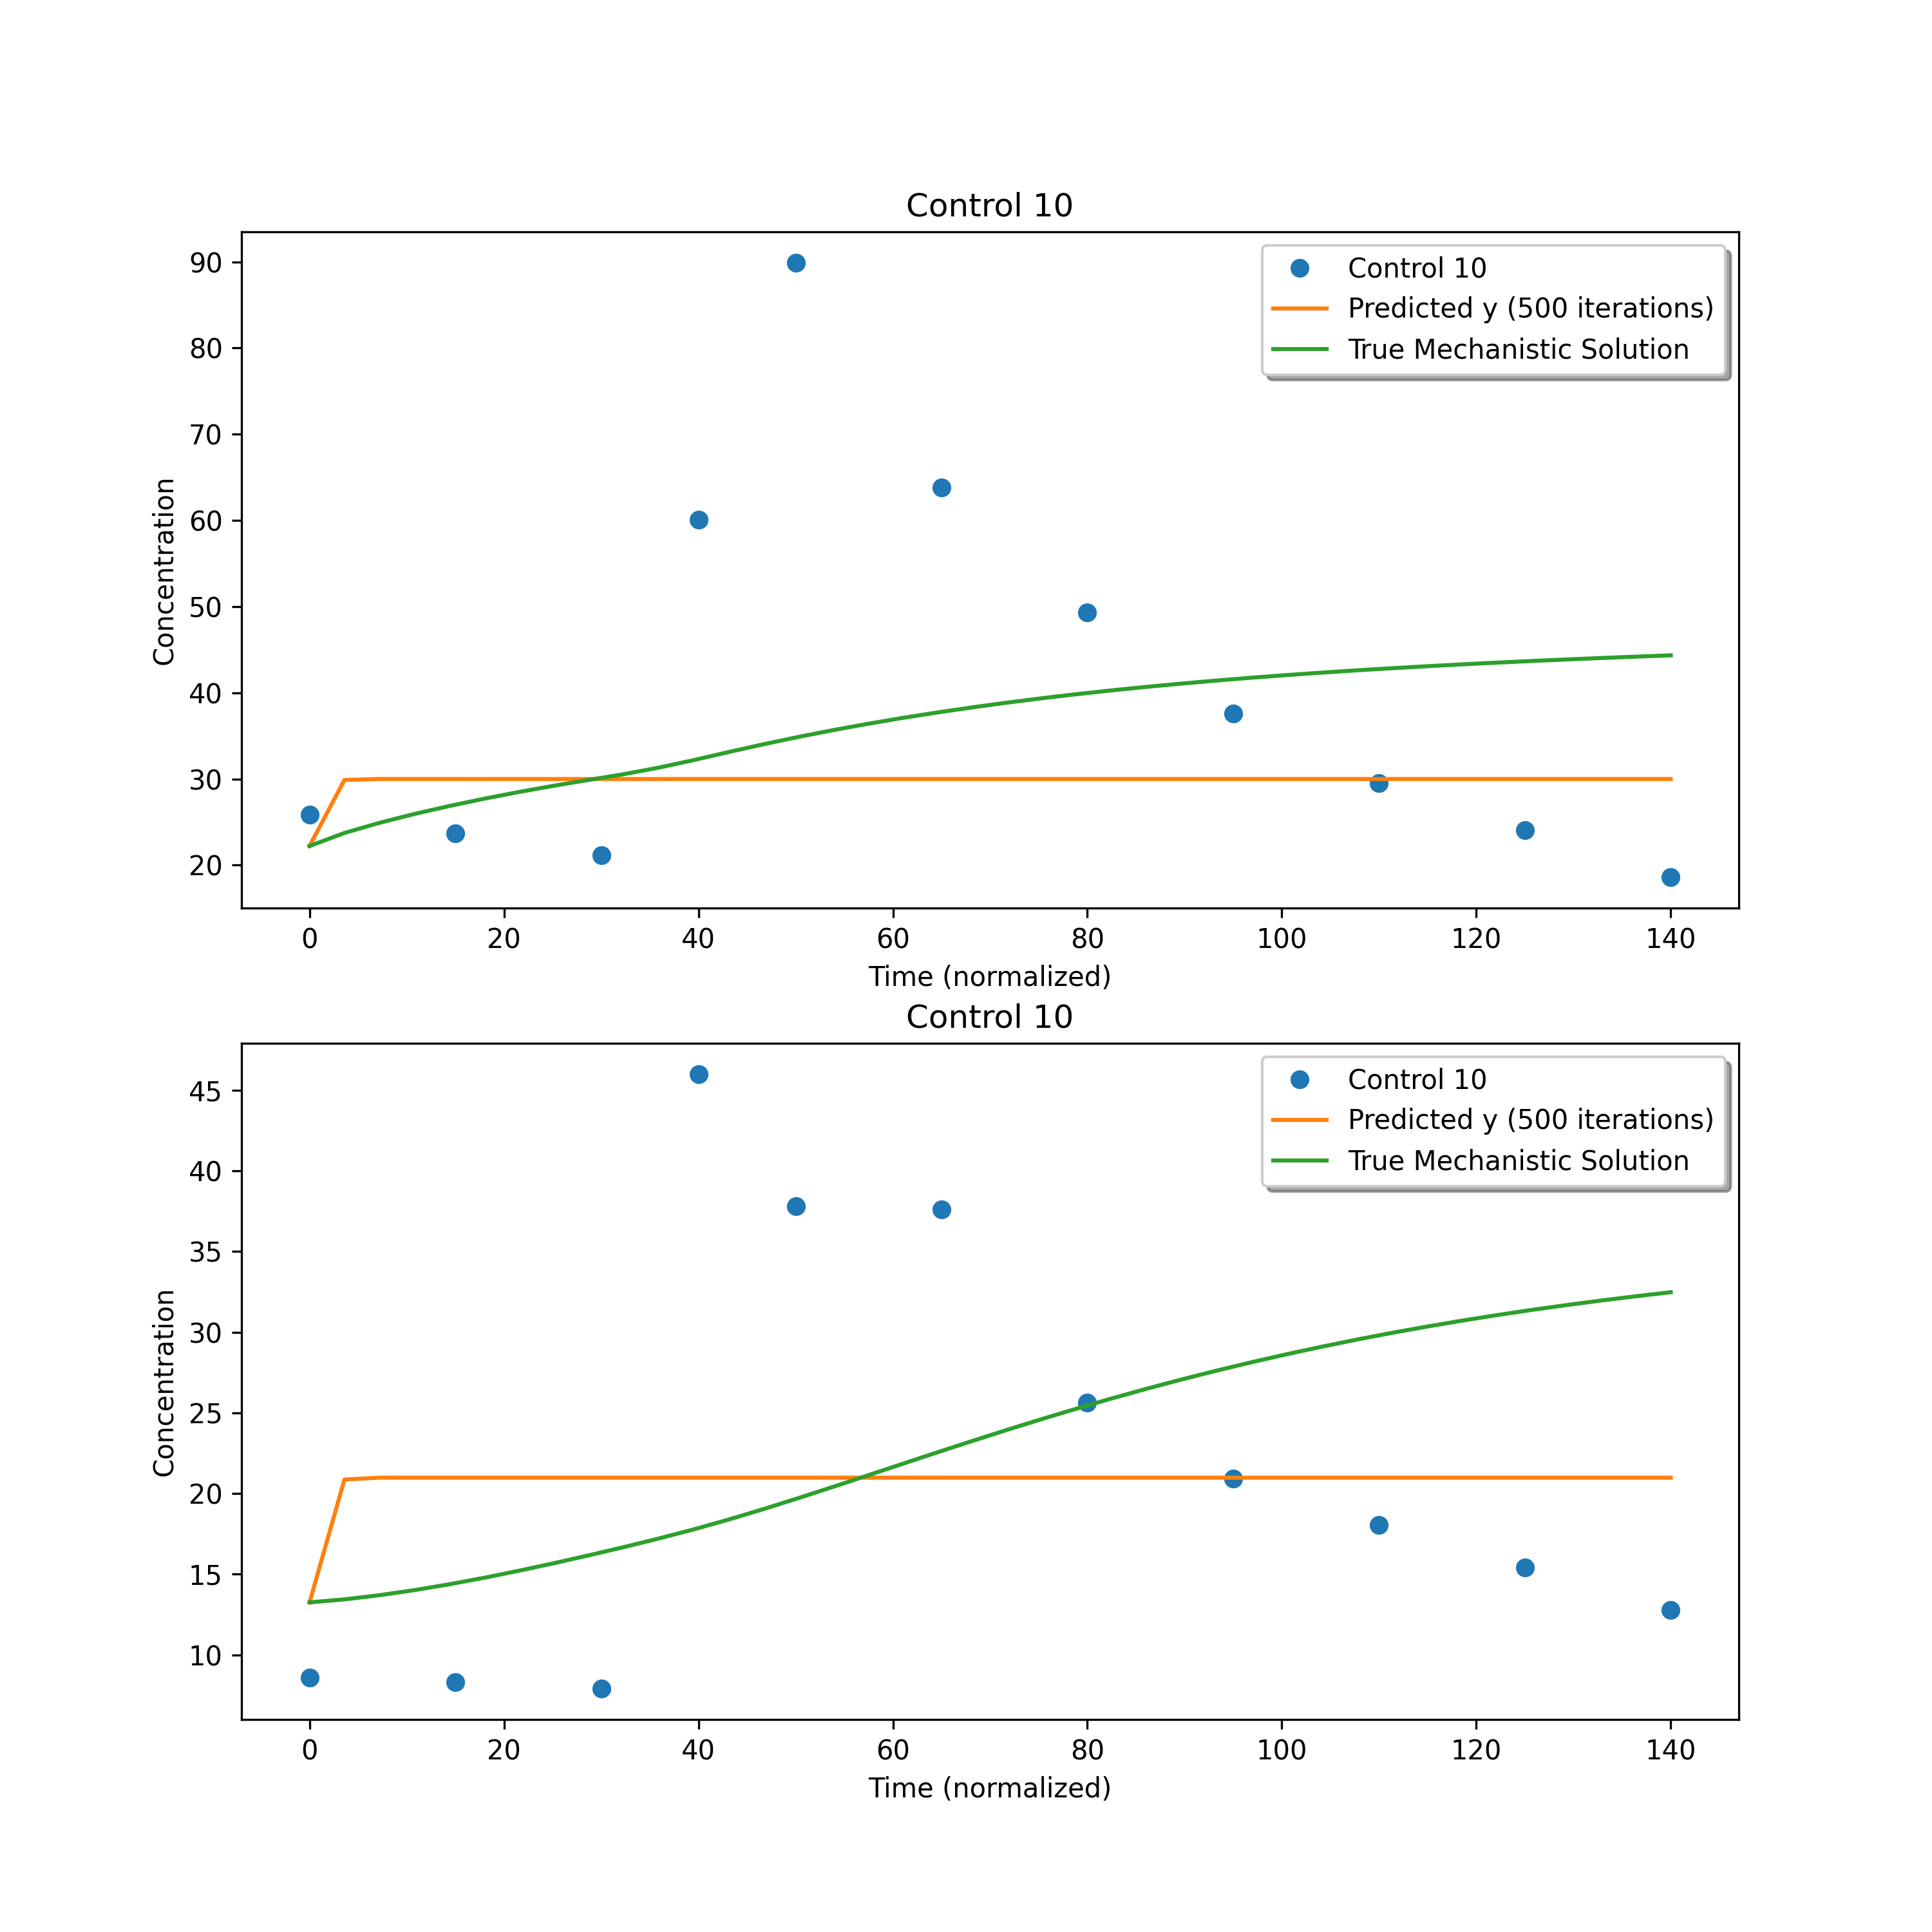 Control 10
90
80
70
60
50
40
30
20
Concentration
Control 10
Predicted y (500 iterations)
True Mechanistic Solution
0 20 40 60 80 100 120 140
Time (normalized)
Control 10
45
40
35
30
25
20
15
10
Concentration
Control 10
Predicted y (500 iterations)
True Mechanistic Solution
0 20 40 60 80 100 120 140
Time (normalized)